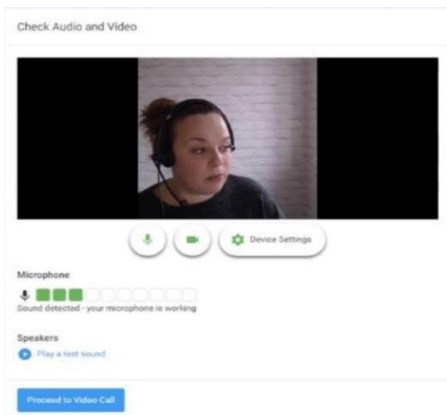 Check Audio and Video
Device Settings
Microphone
Sound detected - your microphone is working
Speakers
Play a test sound
Proceed to Video Call